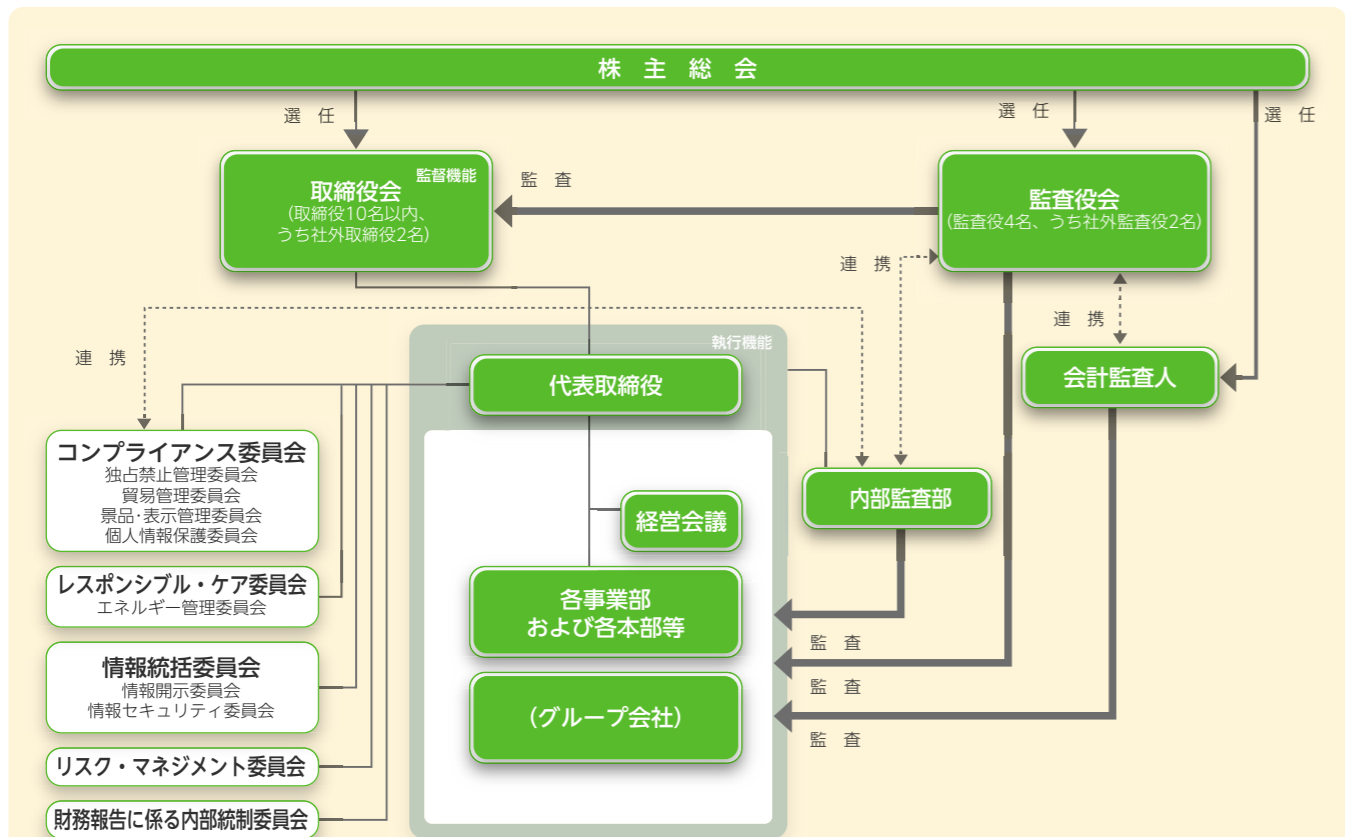 株主総会
選任
選任
選任
監督機能
取締役会
(取締役10名以内、
うち社外取締役2名)
監査
監査役会
(監査役4名、うち社外監査役2名)
連携
連携
連携
執行機能
代表取締役
会計監査人
コンプライアンス委員会
独占禁止管理委員会
貿易管理委員会
景品・表示管理委員会
個人情報保護委員会
経営会議
内部監査部
レスポンシブル・ケア委員会
エネルギー管理委員会
各事業部
および各本部等
監査
情報統括委員会
情報開示委員会
情報セキュリティ委員会
監査
(グループ会社)
監査
リスク・マネジメント委員会
財務報告に係る内部統制委員会